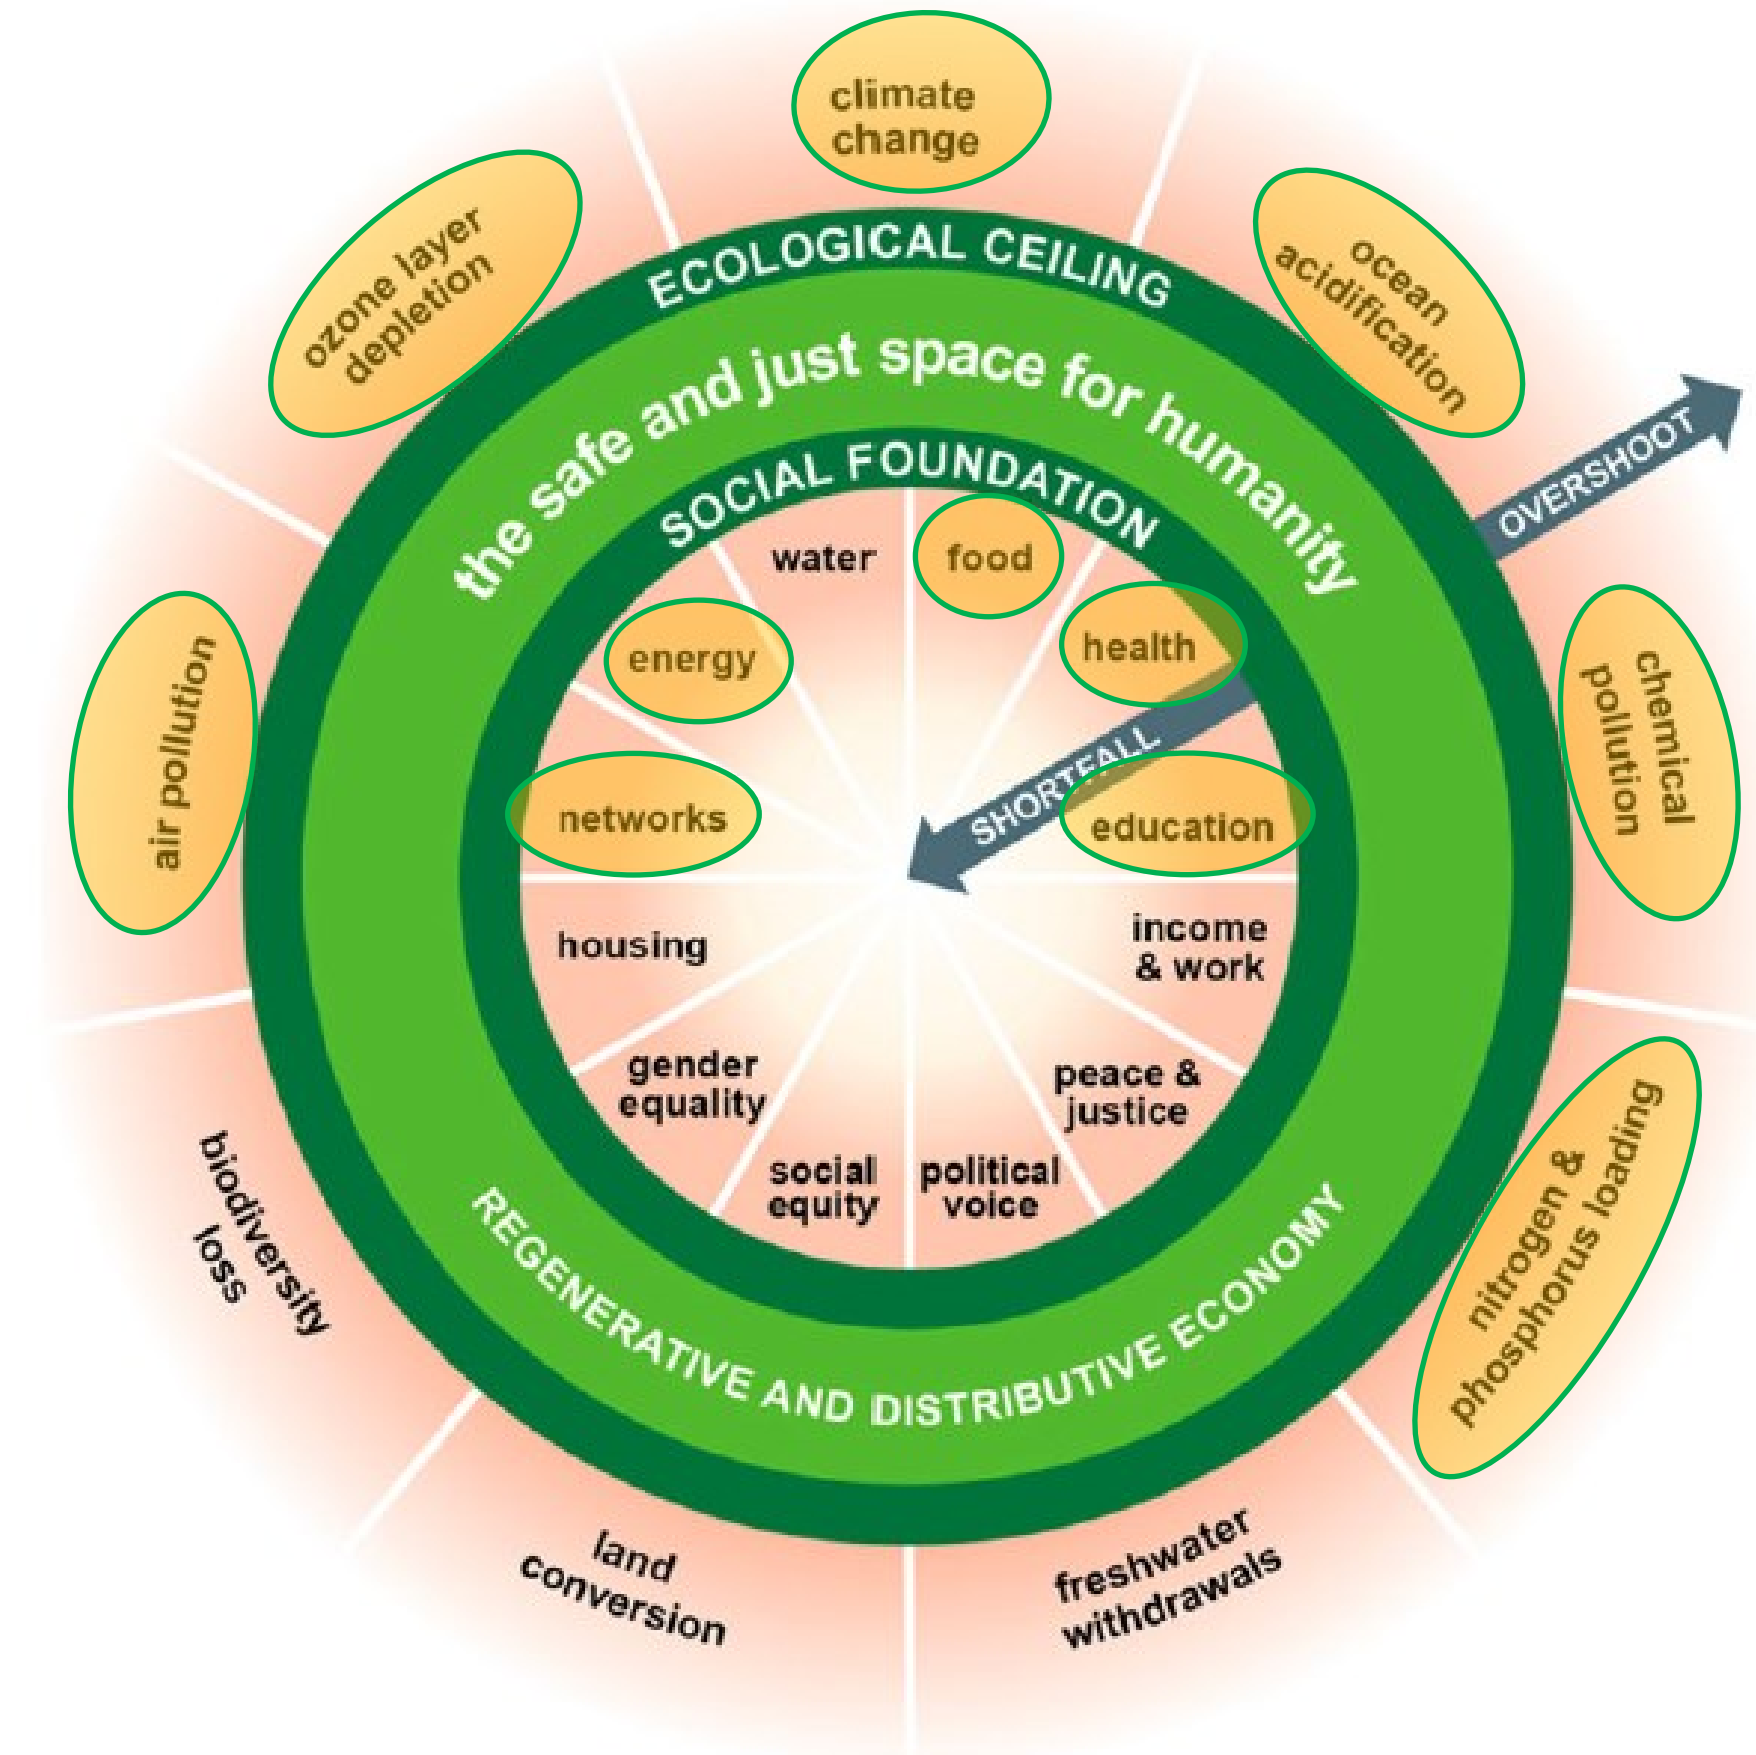 climate
change
ozone layer
depletion
ocean
acidification
ECOLOGICAL CEILING
the safe and just space for humanity
OVERSHOOT
SOCIAL FOUNDATION
water
food
energy
health
air pollution
chemical
pollution
SHORTFALL
networks
education
housing
income
& work
gender
equality
peace &
justice
social
equity
political
voice
nitrogen &
phosphorus loading
biodiversity
loss
REGENERATIVE AND DISTRIBUTIVE ECONOMY
land
conversion
freshwater
withdrawals